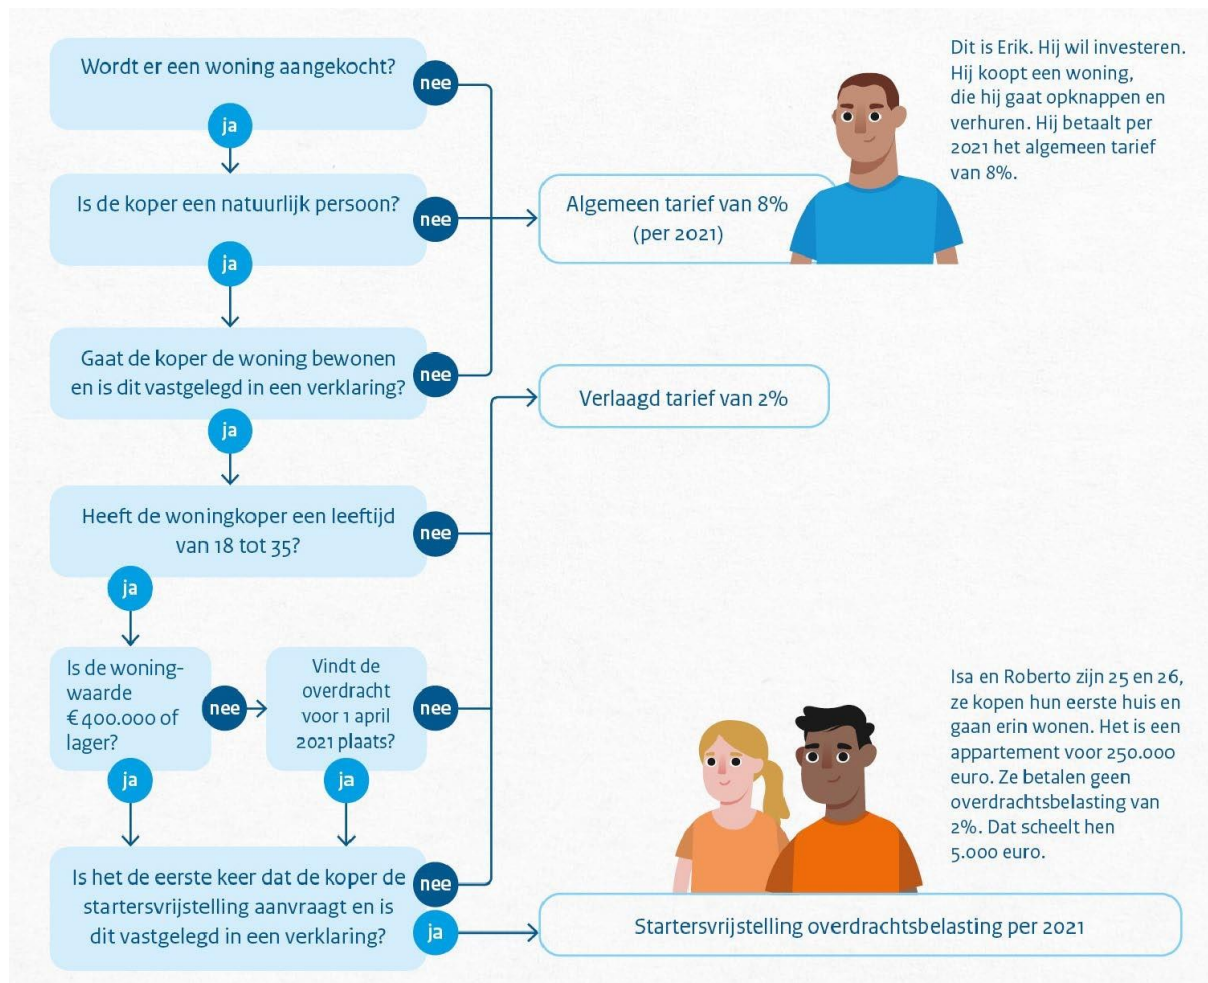 Wordt er een woning aangekocht?
nee
ja
Is de koper een natuurlijk persoon?
nee
ja
Gaat de koper de woning bewonen
en is dit vastgelegd in een verklaring?
nee
ja
Heeft de woningkoper een leeftijd
van 18 tot 35?
nee
ja
Is de woning-
waarde
€400.000 of
lager?
nee
ja
Vindt de
overdracht
voor 1 april
2021 plaats?
nee
ja
Is het de eerste keer dat de koper de
startersvrijstelling aanvraagt en is
dit vastgelegd in een verklaring?
nee
ja
Algemeen tarief van 8%
(per 2021)
Dit is Erik. Hij wil investeren.
Hij koopt een woning,
die hij gaat opknappen en
verhuren. Hij betaalt per
2021 het algemeen tarief
van 8%.
Verlaagd tarief van 2%
Isa en Roberto zijn 25 en 26,
ze kopen hun eerste huis en
gaan erin wonen. Het is een
appartement voor 250.000
euro. Ze betalen geen
overdrachtsbelasting van
2%. Dat scheelt hen
5.000 euro.
Startersvrijstelling overdrachtsbelasting per 2021